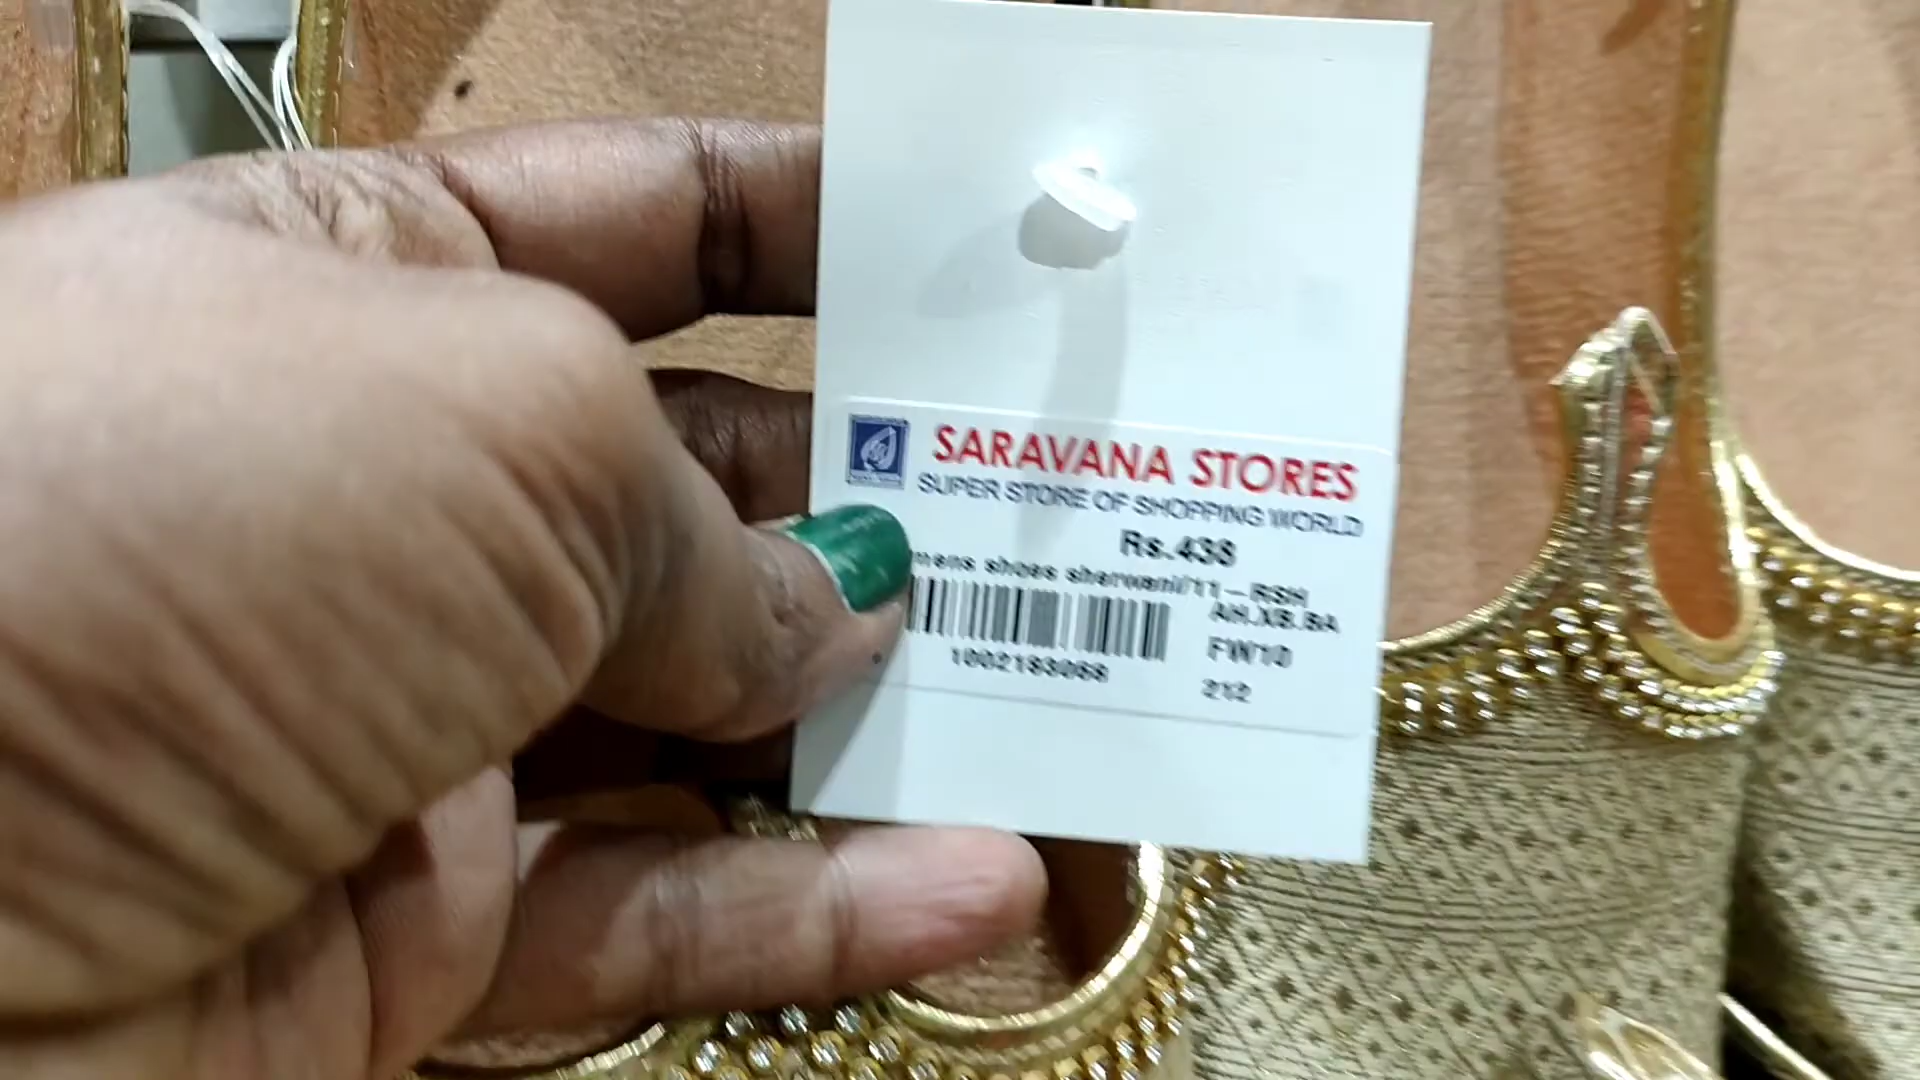 SARAVANA STORES
SUPER STORE OF SHOPPING WORLD
Rs.438
mens shoes sherwani/11-RSH
AH.XB.BA
FW10
1002183068
212